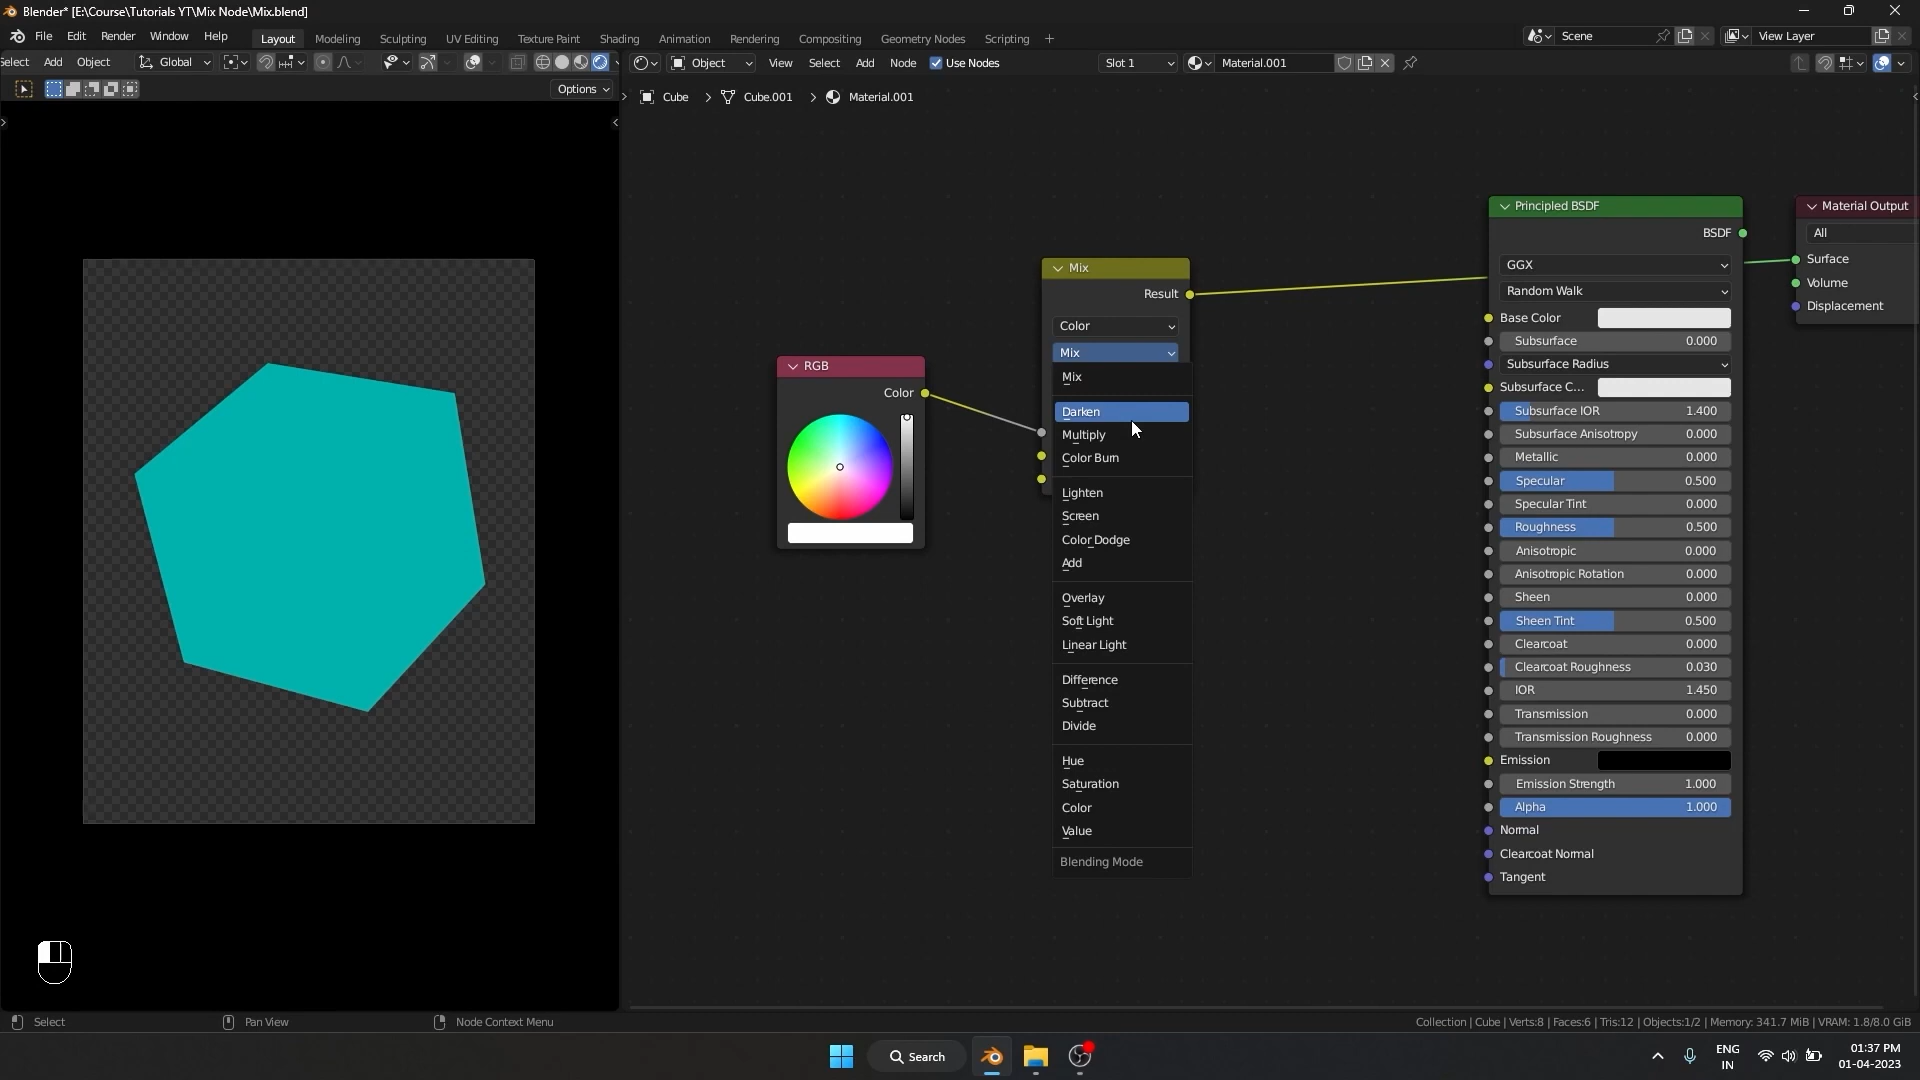 Blender* [E:\Course\Tutorials YT\Mix Node\Mix.blend]
File Edit Render Window Help Layout Modeling Sculpting UV Editing Texture Paint Shading Animation Rendering Compositing Geometry Nodes Scripting + Scene View Layer
Select Add Object Global Object View Select Add Node Use Nodes Slot 1 Material.001
Options
Cube > Cube.001 > Material.001
Principled BSDF
BSDF
GGX
Random Walk
Base Color
Subsurface 0.000
Subsurface Radius
Subsurface C...
Subsurface IOR 1.400
Subsurface Anisotropy 0.000
Metallic 0.000
Specular 0.500
Specular Tint 0.000
Roughness 0.500
Anisotropic 0.000
Anisotropic Rotation 0.000
Sheen 0.000
Sheen Tint 0.500
Clearcoat 0.000
Clearcoat Roughness 0.030
IOR 1.450
Transmission 0.000
Transmission Roughness 0.000
Emission
Emission Strength 1.000
Alpha 1.000
Normal
Clearcoat Normal
Tangent
Material Output
All
Surface
Volume
Displacement
Mix
Result
Color
Mix
Mix
Darken
Multiply
Color Burn
Lighten
Screen
Color Dodge
Add
Overlay
Soft Light
Linear Light
Difference
Subtract
Divide
Hue
Saturation
Color
Value
Blending Mode
RGB
Color
Select Pan View Node Context Menu Collection | Cube | Verts:8 | Faces:6 | Tris:12 | Objects:1/2 | Memory: 341.7 MiB | VRAM: 1.8/8.0 GiB
Search
ENG
IN
01:37 PM
01-04-2023